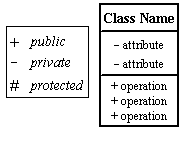 + public
– private
# protected
Class Name
– attribute
– attribute
+ operation
+ operation
+ operation